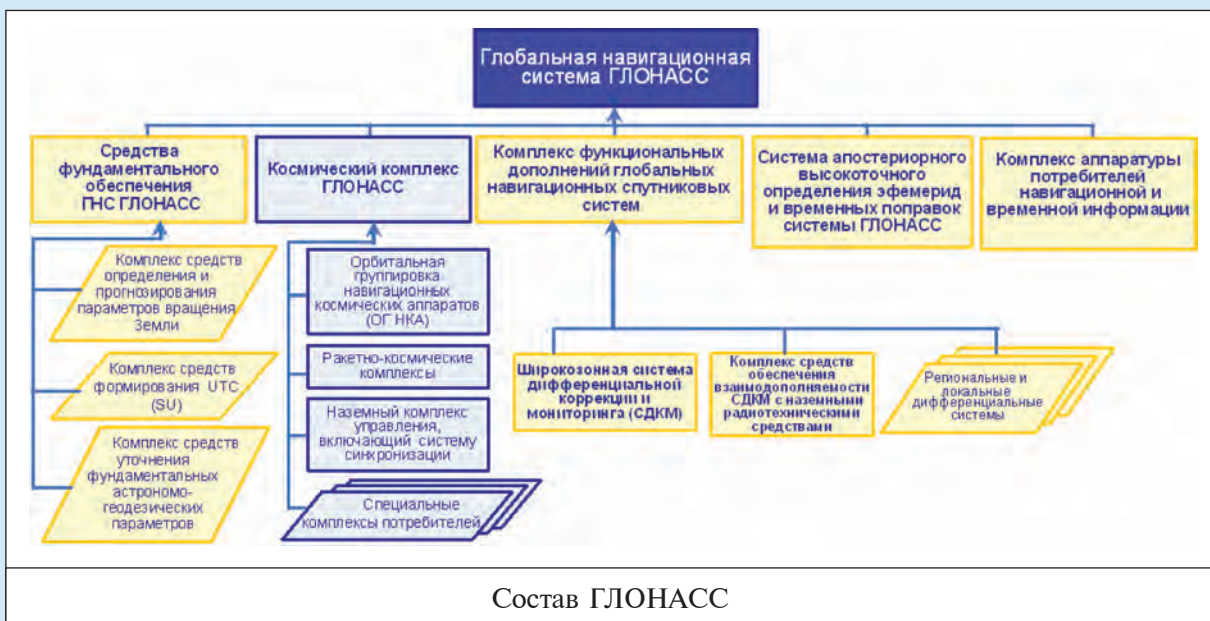 Глобальная навигационная
система ГЛОНАСС
Средства
фундаментального
обеспечения
ГНС ГЛОНАСС
Космический комплекс
ГЛОНАСС
Комплекс функциональных
дополнений глобальных
навигационных спутниковых
систем
Система апостериорного
высокоточного
определения эфемерид
и временных поправок
системы ГЛОНАСС
Комплекс аппаратуры
потребителей
навигационной и
временной информации
Комплекс средств
определения и
прогнозирования
параметров вращения
Земли
Комплекс средств
формирования UTC
(SU)
Комплекс средств
уточнения
фундаментальных
астрономо-
геодезических
параметров
Орбитальная
группировка
навигационных
космических аппаратов
(ОГ НКА)
Ракетно-космические
комплексы
Наземный комплекс
управления,
включающий систему
синхронизации
Специальные
комплексы потребителей
Широкозонная система
дифференциальной
коррекции и
мониторинга (СДКМ)
Комплекс средств
обеспечения
взаимодополняемости
СДКМ с наземными
радиотехническими
средствами
Региональные и
локальные
дифференциальные
системы
Состав ГЛОНАСС